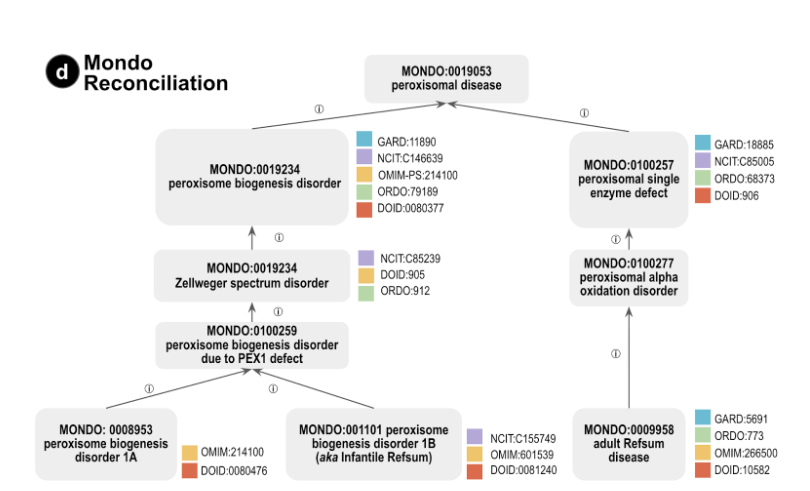 d Mondo
Reconciliation
MONDO:0019053
peroxisomal disease
i
i
MONDO:0019234
peroxisome biogenesis disorder
GARD:11890
NCIT:C146639
OMIM-PS:214100
ORDO:79189
DOID:0080377
MONDO:0100257
peroxisomal single
enzyme defect
GARD:18885
NCIT:C85005
ORDO:68373
DOID:906
i
i
MONDO:0019234
Zellweger spectrum disorder
NCIT:C85239
DOID:905
ORDO:912
MONDO:0100277
peroxisomal alpha
oxidation disorder
i
MONDO:0100259
peroxisome biogenesis disorder
due to PEX1 defect
i
i
i
MONDO: 0008953
peroxisome biogenesis
disorder 1A
OMIM:214100
DOID:0080476
MONDO:001101 peroxisome
biogenesis disorder 1B
(aka Infantile Refsum)
NCIT:C155749
OMIM:601539
DOID:0081240
MONDO:0009958
adult Refsum
disease
GARD:5691
ORDO:773
OMIM:266500
DOID:10582